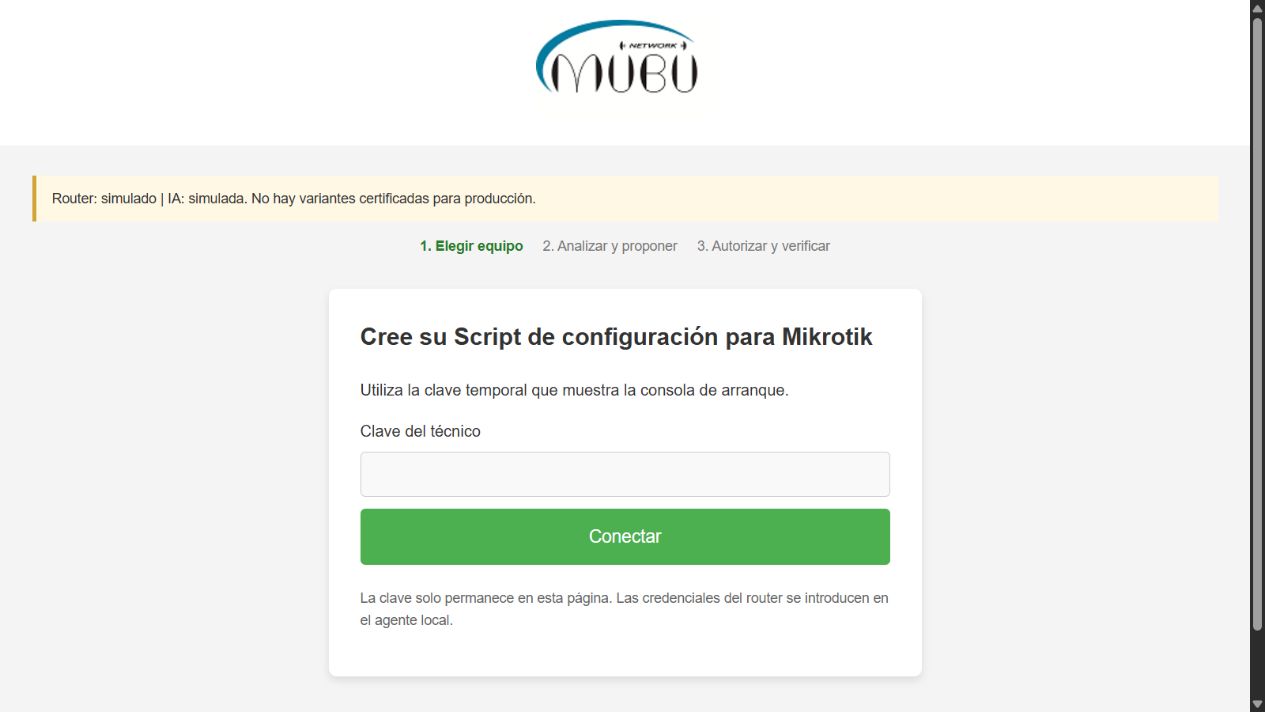 NETWORK
MUBU
Router: simulado | IA: simulada. No hay variantes certificadas para producción.
1. Elegir equipo 2. Analizar y proponer 3. Autorizar y verificar
Cree su Script de configuración para Mikrotik
Utiliza la clave temporal que muestra la consola de arranque.
Clave del técnico
Conectar
La clave solo permanece en esta página. Las credenciales del router se introducen en
el agente local.